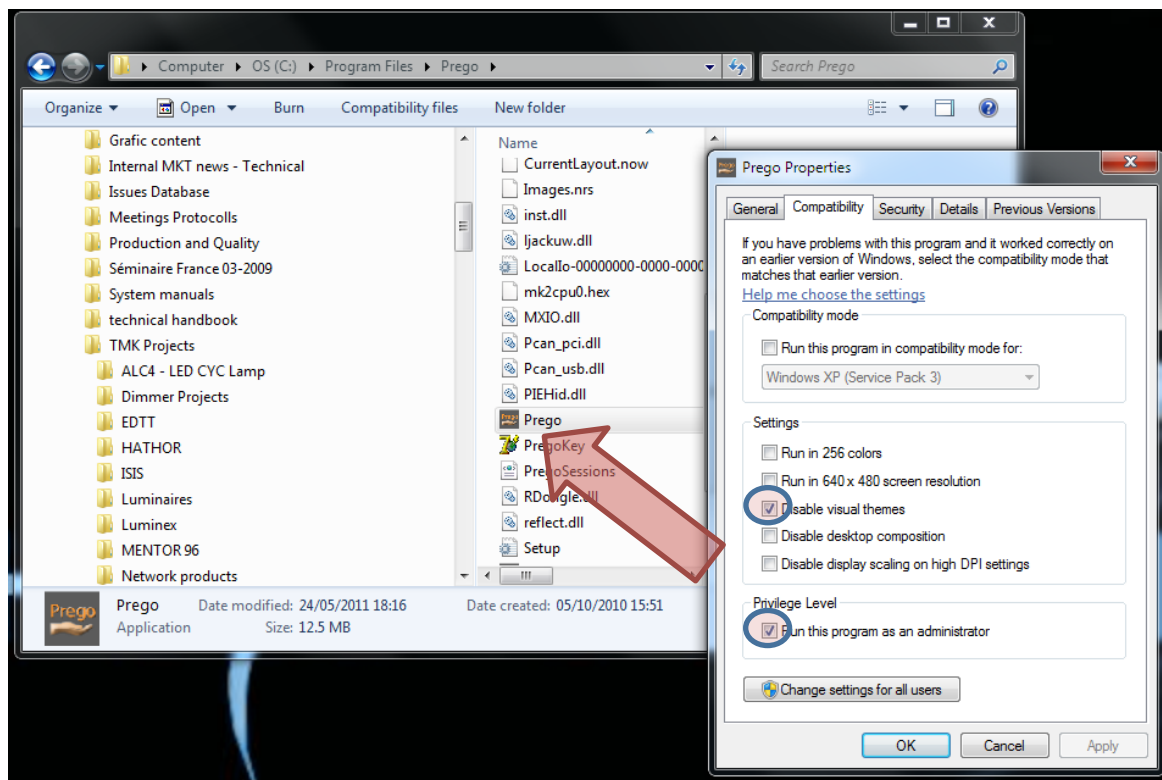 Computer OS (C:) Program Files Prego
Search Prego
Organize Open Burn Compatibility files New folder
Grafic content
Internal MKT news - Technical
Issues Database
Meetings Protocolls
Production and Quality
Séminaire France 03-2009
System manuals
technical handbook
TMK Projects
ALC4 - LED CYC Lamp
Dimmer Projects
EDTT
HATHOR
ISIS
Luminaires
Luminex
MENTOR 96
Network products
Name
CurrentLayout.now
Images.nrs
inst.dll
ljackuw.dll
LocalIo-00000000-0000-0000
mk2cpu0.hex
MXIO.dll
Pcan_pci.dll
Pcan_usb.dll
PIEHid.dll
Prego
PregoKey
PregoSessions
RDongle.dll
reflect.dll
Setup
Prego
Prego Date modified: 24/05/2011 18:16 Date created: 05/10/2010 15:51
Application Size: 12.5 MB
Prego Properties
General Compatibility Security Details Previous Versions
If you have problems with this program and it worked correctly on
an earlier version of Windows, select the compatibility mode that
matches that earlier version.
Help me choose the settings
Compatibility mode
Run this program in compatibility mode for:
Windows XP (Service Pack 3)
Settings
Run in 256 colors
Run in 640 x 480 screen resolution
Disable visual themes
Disable desktop composition
Disable display scaling on high DPI settings
Privilege Level
Run this program as an administrator
Change settings for all users
OK Cancel Apply